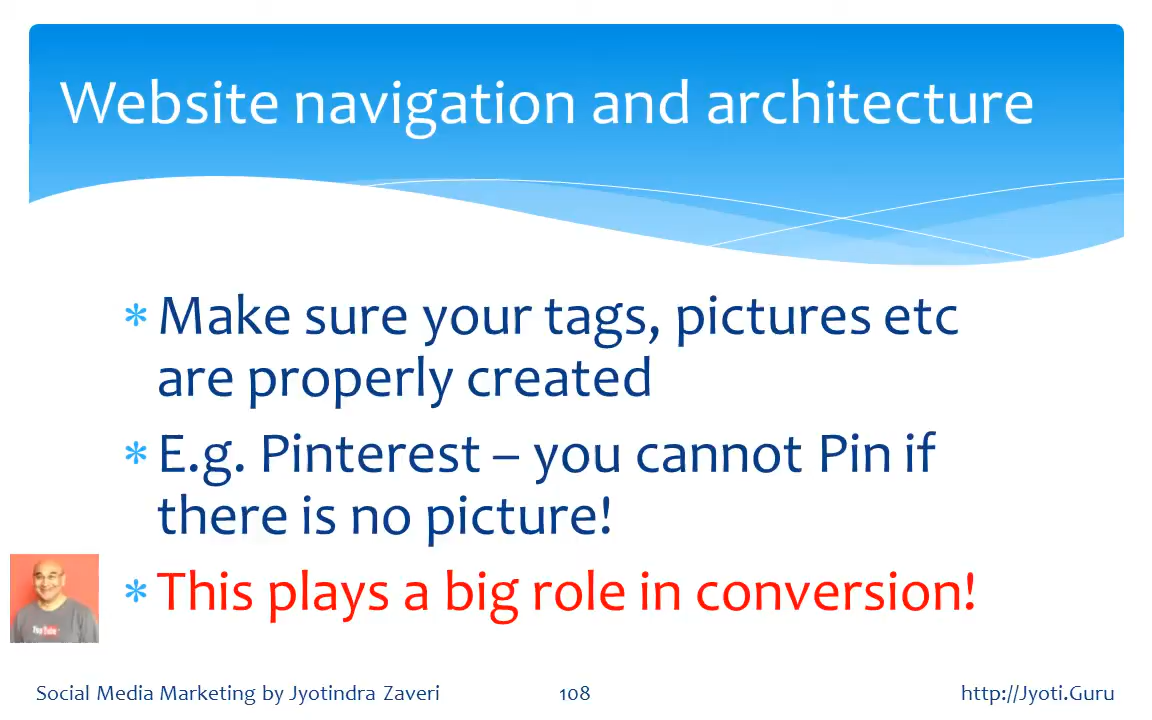 Website navigation and architecture
* Make sure your tags, pictures etc
are properly created
* E.g. Pinterest – you cannot Pin if
there is no picture!
* This plays a big role in conversion!
YouTube
Social Media Marketing by Jyotindra Zaveri
108
http://Jyoti.Guru